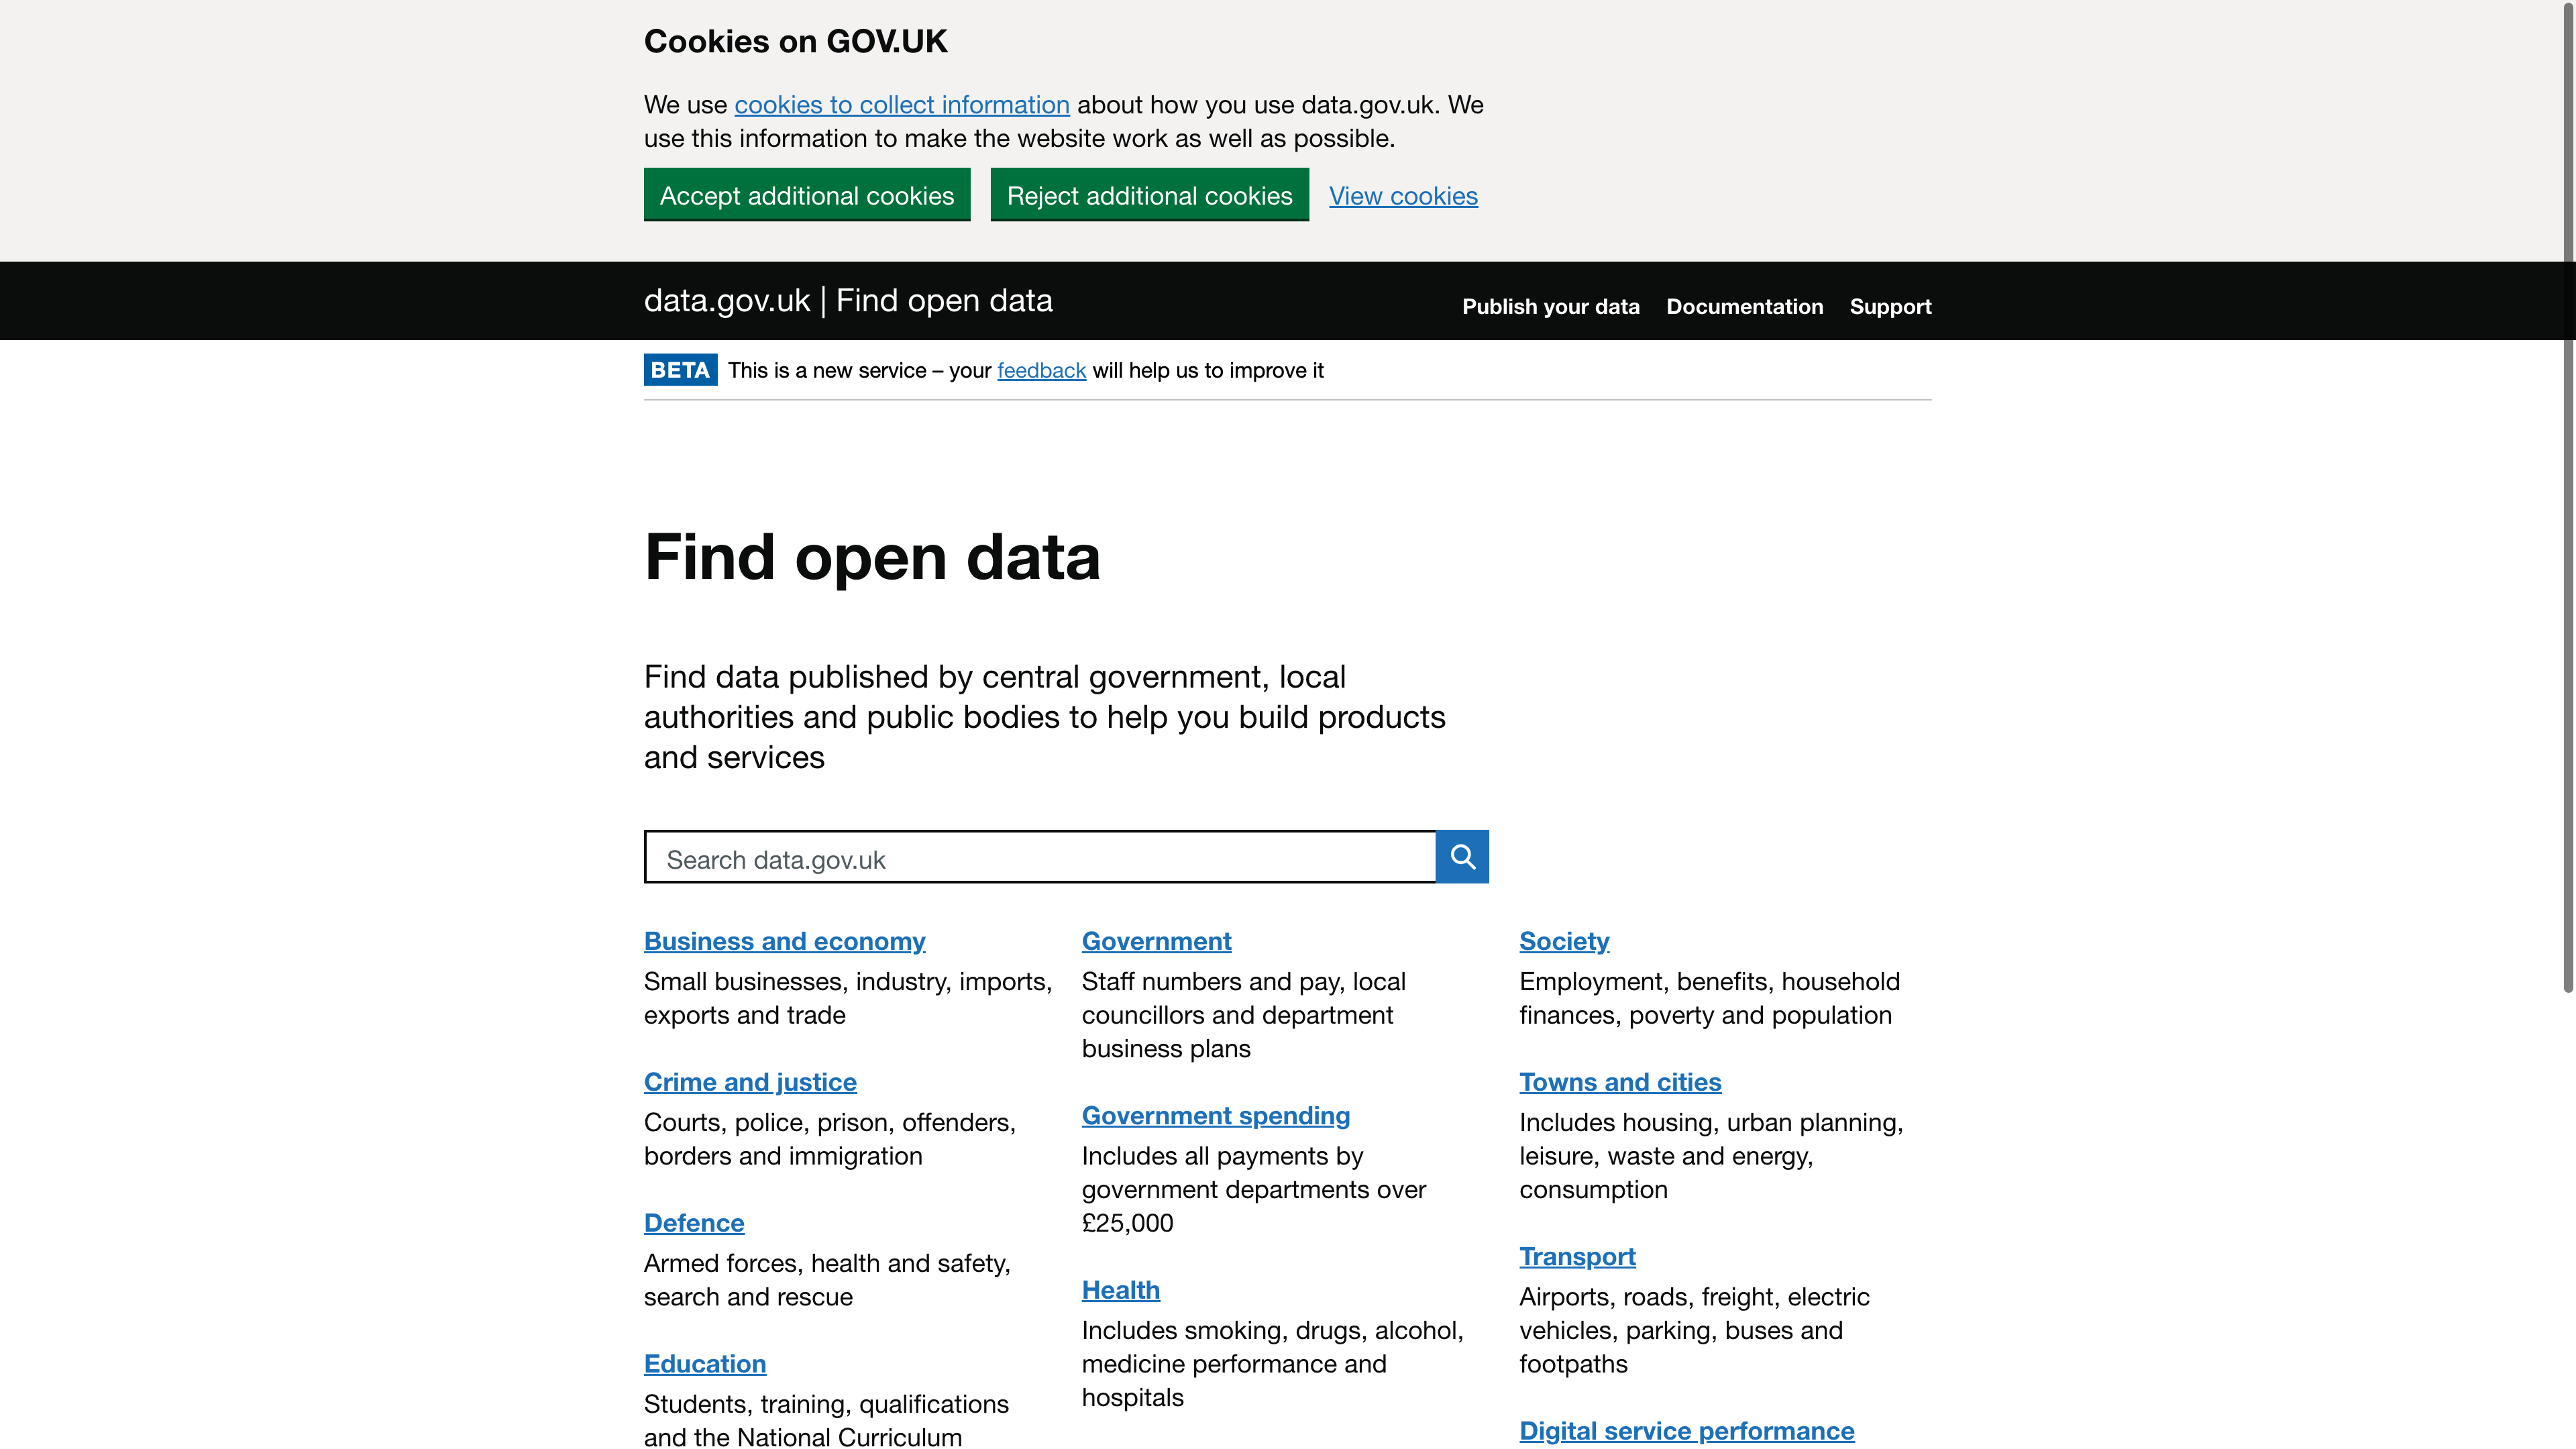 Cookies on GOV.UK
We use cookies to collect information about how you use data.gov.uk. We
use this information to make the website work as well as possible.
Accept additional cookies
Reject additional cookies
View cookies
data.gov.uk | Find open data
Publish your data
Documentation
Support
BETA This is a new service – your feedback will help us to improve it
Find open data
Find data published by central government, local
authorities and public bodies to help you build products
and services
Search data.gov.uk
Business and economy
Small businesses, industry, imports,
exports and trade
Crime and justice
Courts, police, prison, offenders,
borders and immigration
Defence
Armed forces, health and safety,
search and rescue
Education
Students, training, qualifications
and the National Curriculum
Government
Staff numbers and pay, local
councillors and department
business plans
Government spending
Includes all payments by
government departments over
£25,000
Health
Includes smoking, drugs, alcohol,
medicine performance and
hospitals
Society
Employment, benefits, household
finances, poverty and population
Towns and cities
Includes housing, urban planning,
leisure, waste and energy,
consumption
Transport
Airports, roads, freight, electric
vehicles, parking, buses and
footpaths
Digital service performance